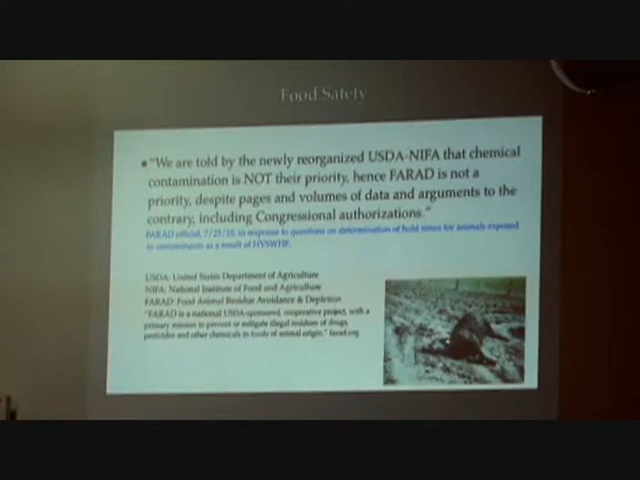 Food Safety
• "We are told by the newly reorganized USDA-NIFA that chemical
contamination is NOT their priority, hence FARAD is not a
priority, despite pages and volumes of data and arguments to the
contrary, including Congressional authorizations."
FARAD official, 7/25/10, in response to questions on determination of hold times for animals exposed
to contaminants as a result of HVSWHF.
USDA: United States Department of Agriculture
NIFA: National Institute of Food and Agriculture
FARAD: Food Animal Residue Avoidance & Depletion
"FARAD is a national USDA-sponsored, cooperative project, with a
primary mission to prevent or mitigate illegal residues of drugs,
pesticides and other chemicals in foods of animal origin." farad.org